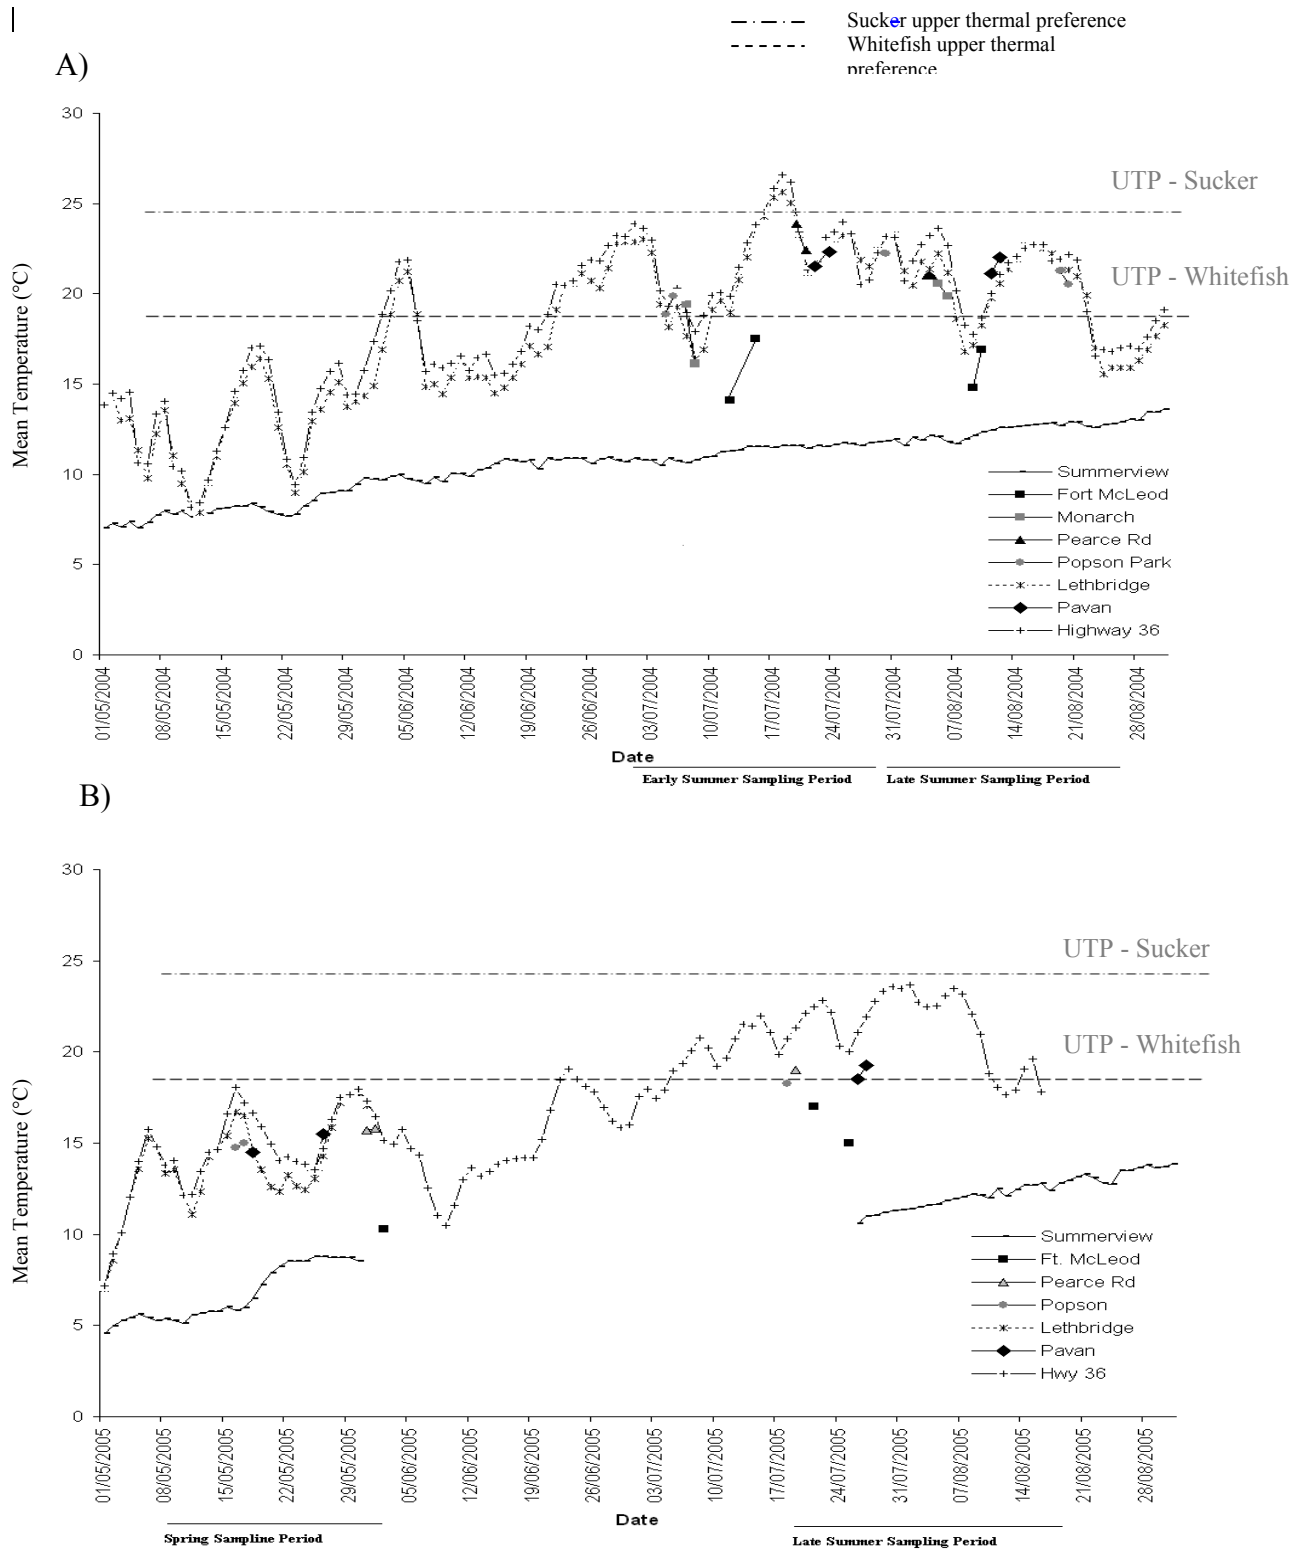 Sucker upper thermal preference
Whitefish upper thermal
preference
A)
30
25
20
15
10
5
0
Mean Temperature (°C)
UTP - Sucker
UTP - Whitefish
Summerview
Fort McLeod
Monarch
Pearce Rd
Popson Park
Lethbridge
Pavan
Highway 36
01/05/2004
08/05/2004
15/05/2004
22/05/2004
29/05/2004
05/06/2004
12/06/2004
19/06/2004
26/06/2004
03/07/2004
10/07/2004
17/07/2004
24/07/2004
31/07/2004
07/08/2004
14/08/2004
21/08/2004
28/08/2004
Date
Early Summer Sampling Period
Late Summer Sampling Period
B)
30
25
20
15
10
5
0
Mean Temperature (°C)
UTP - Sucker
UTP - Whitefish
Summerview
Ft. McLeod
Pearce Rd
Popson
Lethbridge
Pavan
Hwy 36
01/05/2005
08/05/2005
15/05/2005
22/05/2005
29/05/2005
05/06/2005
12/06/2005
19/06/2005
26/06/2005
03/07/2005
10/07/2005
17/07/2005
24/07/2005
31/07/2005
07/08/2005
14/08/2005
21/08/2005
28/08/2005
Date
Spring Sampline Period
Late Summer Sampling Period